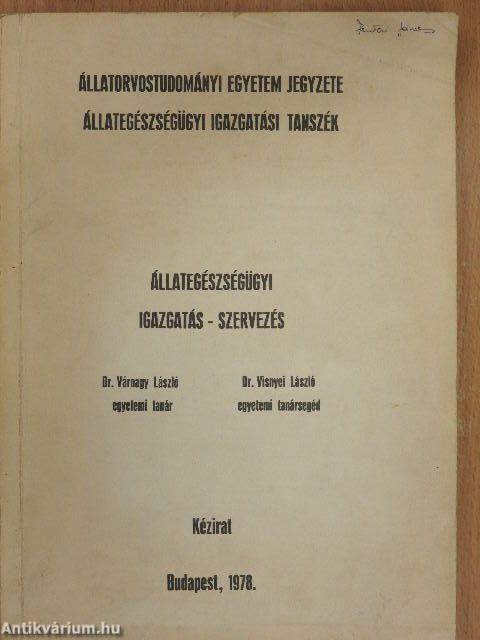 ÁLLATORVOSTUDOMÁNYI EGYETEM JEGYZETE
ÁLLATEGÉSZSÉGÜGYI IGAZGATÁSI TANSZÉK
ÁLLATEGÉSZSÉGÜGYI
IGAZGATÁS - SZERVEZÉS
Dr. Várnagy László
egyetemi tanár
Dr. Visnyei László
egyetemi tanársegéd
Kézirat
Budapest, 1978.
Antikvárium.hu